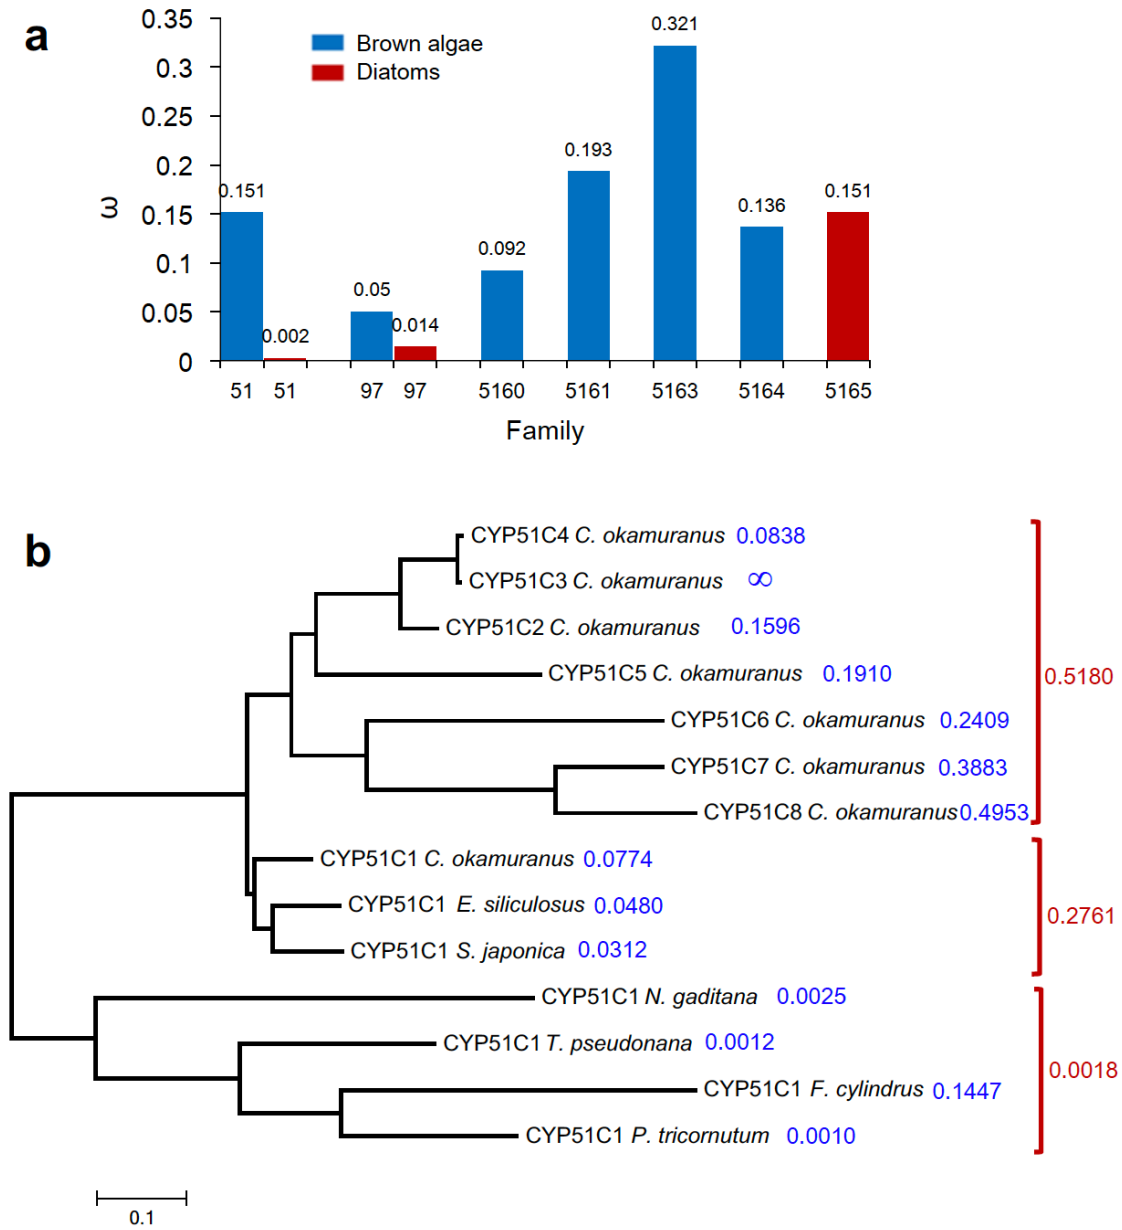 a
0.35
0.3
0.25
0.2
0.15
0.1
0.05
0
ω
Brown algae
Diatoms
0.151
0.002
0.05
0.014
0.092
0.193
0.321
0.136
0.151
51 51 97 97 5160 5161 5163 5164 5165
Family
b
CYP51C4 C. okamuranus 0.0838
CYP51C3 C. okamuranus ∞
CYP51C2 C. okamuranus 0.1596
CYP51C5 C. okamuranus 0.1910
CYP51C6 C. okamuranus 0.2409
CYP51C7 C. okamuranus 0.3883
CYP51C8 C. okamuranus 0.4953
0.5180
CYP51C1 C. okamuranus 0.0774
CYP51C1 E. siliculosus 0.0480
CYP51C1 S. japonica 0.0312
0.2761
CYP51C1 N. gaditana 0.0025
CYP51C1 T. pseudonana 0.0012
CYP51C1 F. cylindrus 0.1447
CYP51C1 P. tricornutum 0.0010
0.0018
0.1